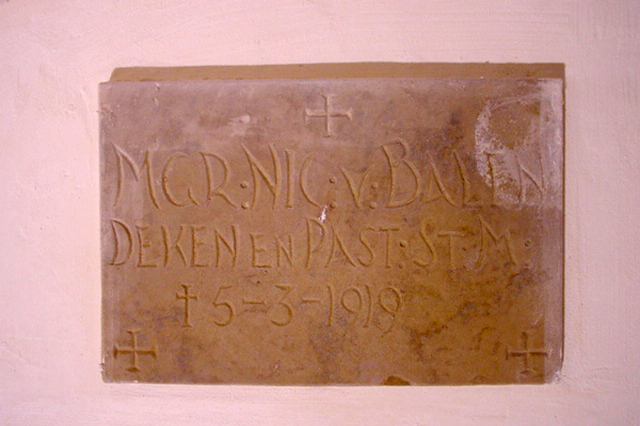 MGR: NIC: v: BALEN
DEKEN EN PAST: ST: M:
† 5-3-1919